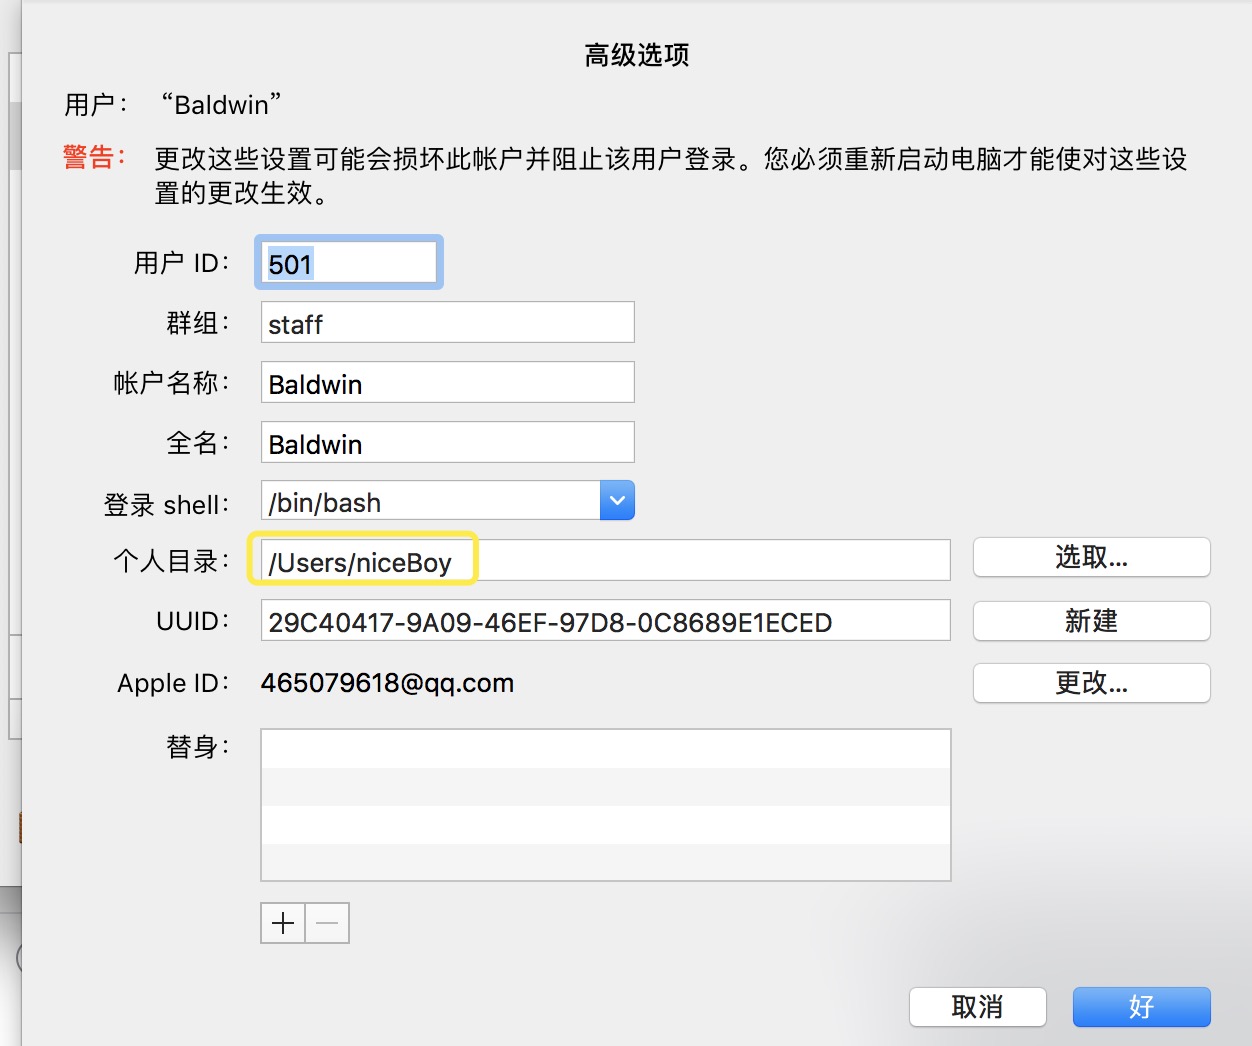 高级选项
用户： “Baldwin”
警告： 更改这些设置可能会损坏此帐户并阻止该用户登录。您必须重新启动电脑才能使对这些设
置的更改生效。
用户 ID： 501
群组： staff
帐户名称： Baldwin
全名： Baldwin
登录 shell： /bin/bash
个人目录： /Users/niceBoy 选取...
UUID： 29C40417-9A09-46EF-97D8-0C8689E1ECED 新建
Apple ID： 465079618@qq.com 更改...
替身：
取消 好